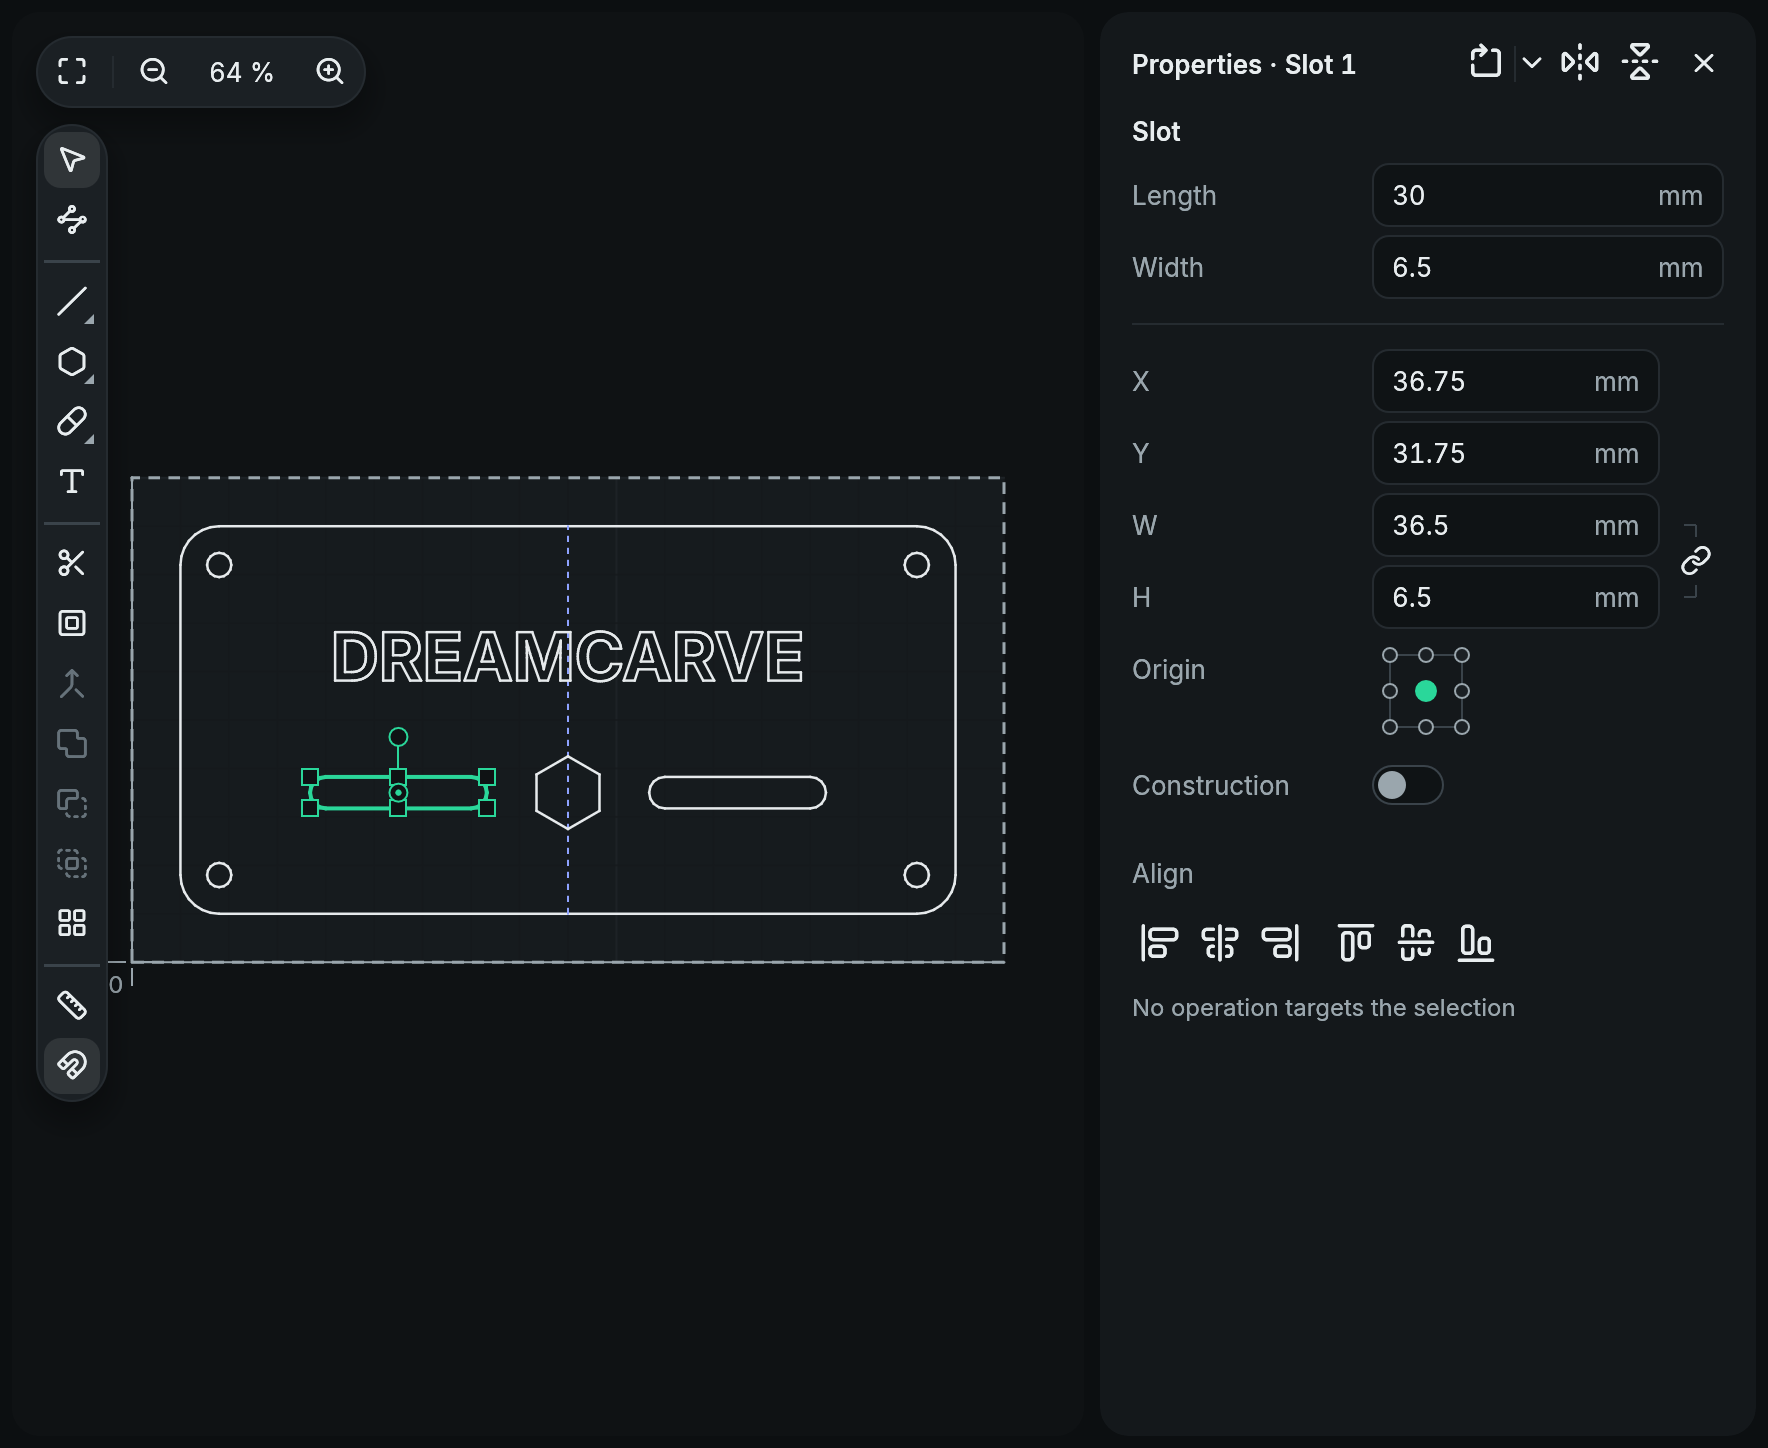 64 %
Properties · Slot 1
Slot
Length 30 mm
Width 6.5 mm
X 36.75 mm
Y 31.75 mm
W 36.5 mm
H 6.5 mm
Origin
Construction
Align
No operation targets the selection
DREAMCARVE
0